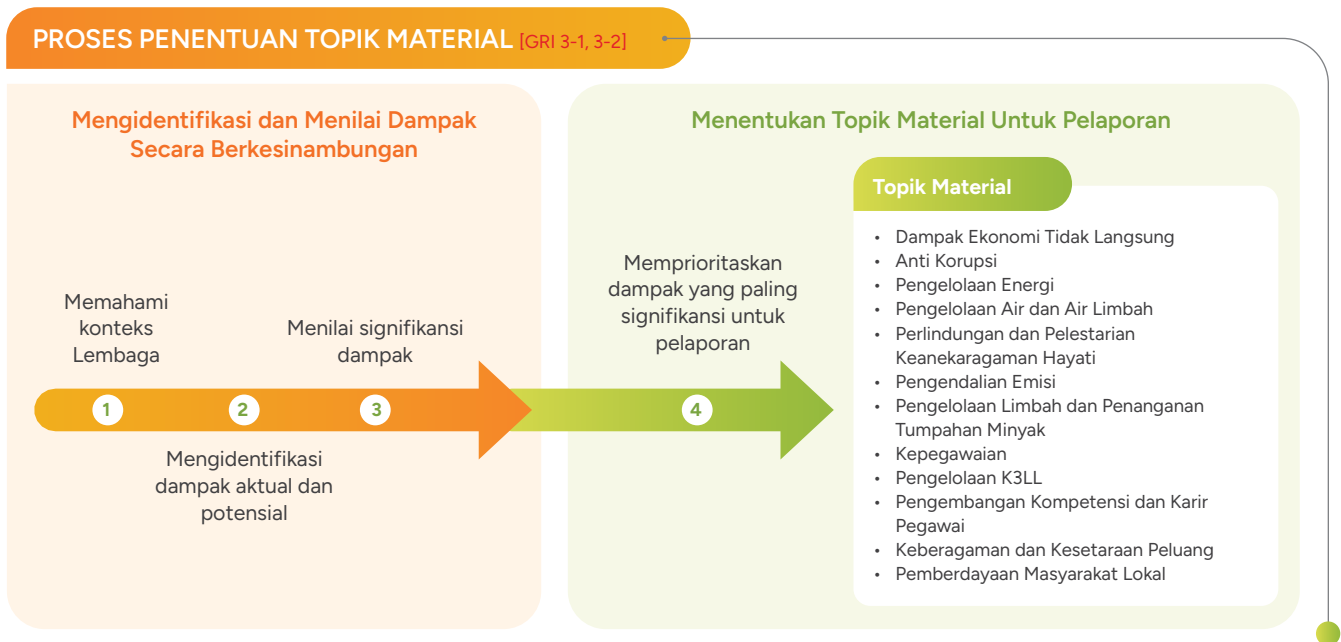 PROSES PENENTUAN TOPIK MATERIAL [GRI 3-1, 3-2]
Mengidentifikasi dan Menilai Dampak
Secara Berkesinambungan
Memahami
konteks
Lembaga
Menilai signifikansi
dampak
1
2
3
Mengidentifikasi
dampak aktual dan
potensial
Menentukan Topik Material Untuk Pelaporan
Memprioritaskan
dampak yang paling
signifikansi untuk
pelaporan
4
Topik Material
• Dampak Ekonomi Tidak Langsung
• Anti Korupsi
• Pengelolaan Energi
• Pengelolaan Air dan Air Limbah
• Perlindungan dan Pelestarian
Keanekaragaman Hayati
• Pengendalian Emisi
• Pengelolaan Limbah dan Penanganan
Tumpahan Minyak
• Kepegawaian
• Pengelolaan K3LL
• Pengembangan Kompetensi dan Karir
Pegawai
• Keberagaman dan Kesetaraan Peluang
• Pemberdayaan Masyarakat Lokal